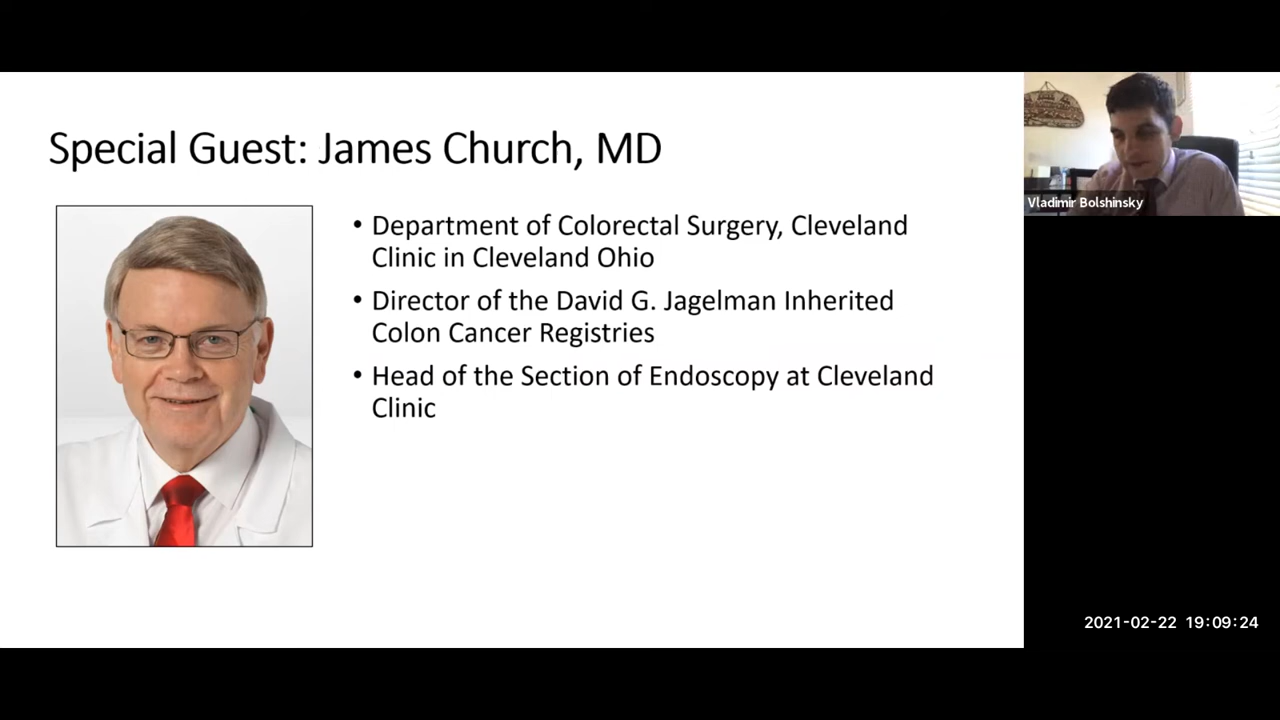 Special Guest: James Church, MD
• Department of Colorectal Surgery, Cleveland
Clinic in Cleveland Ohio
• Director of the David G. Jagelman Inherited
Colon Cancer Registries
• Head of the Section of Endoscopy at Cleveland
Clinic
Vladimir Bolshinsky
2021-02-22 19:09:24